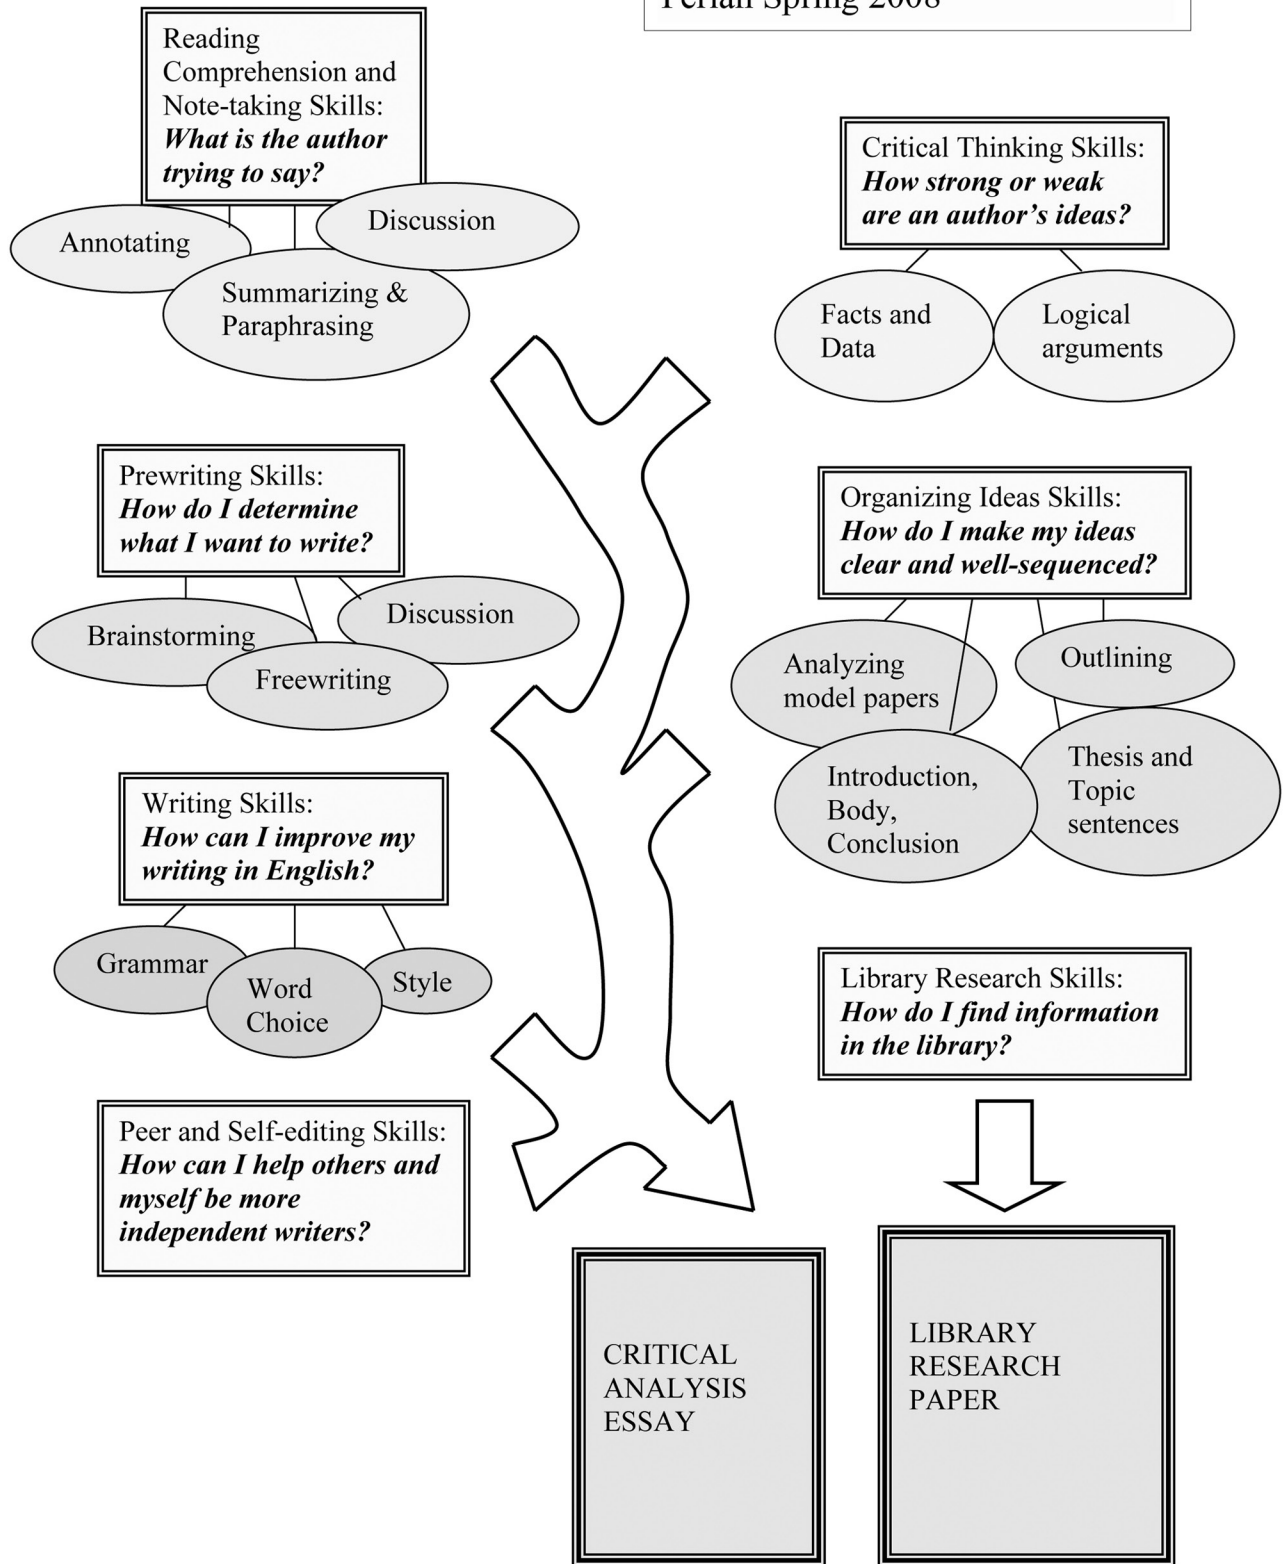 Spring 2008
Reading
Comprehension and
Note-taking Skills:
What is the author
trying to say?
Annotating
Discussion
Summarizing &
Paraphrasing
Critical Thinking Skills:
How strong or weak
are an author's ideas?
Facts and
Data
Logical
arguments
Prewriting Skills:
How do I determine
what I want to write?
Brainstorming
Discussion
Freewriting
Organizing Ideas Skills:
How do I make my ideas
clear and well-sequenced?
Analyzing
model papers
Outlining
Introduction,
Body,
Conclusion
Thesis and
Topic
sentences
Writing Skills:
How can I improve my
writing in English?
Grammar
Word
Choice
Style
Library Research Skills:
How do I find information
in the library?
Peer and Self-editing Skills:
How can I help others and
myself be more
independent writers?
CRITICAL
ANALYSIS
ESSAY
LIBRARY
RESEARCH
PAPER